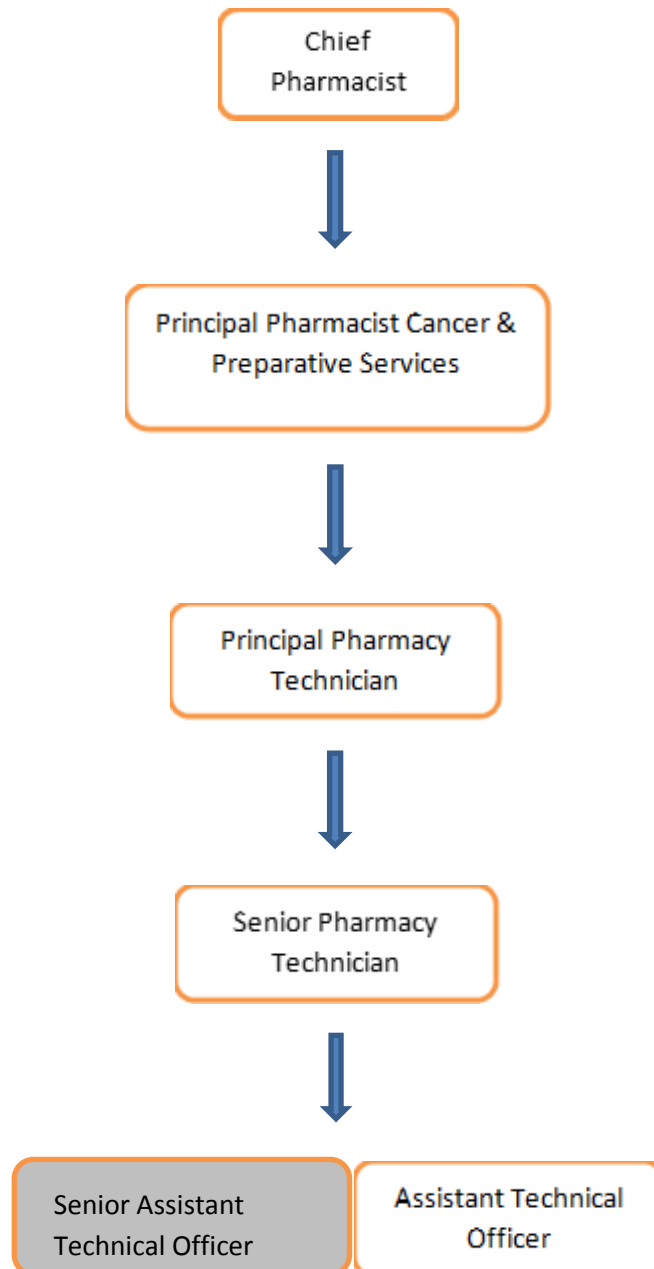 Chief
Pharmacist
Principal Pharmacist Cancer &
Preparative Services
Principal Pharmacy
Technician
Senior Pharmacy
Technician
Senior Assistant
Technical Officer
Assistant Technical
Officer